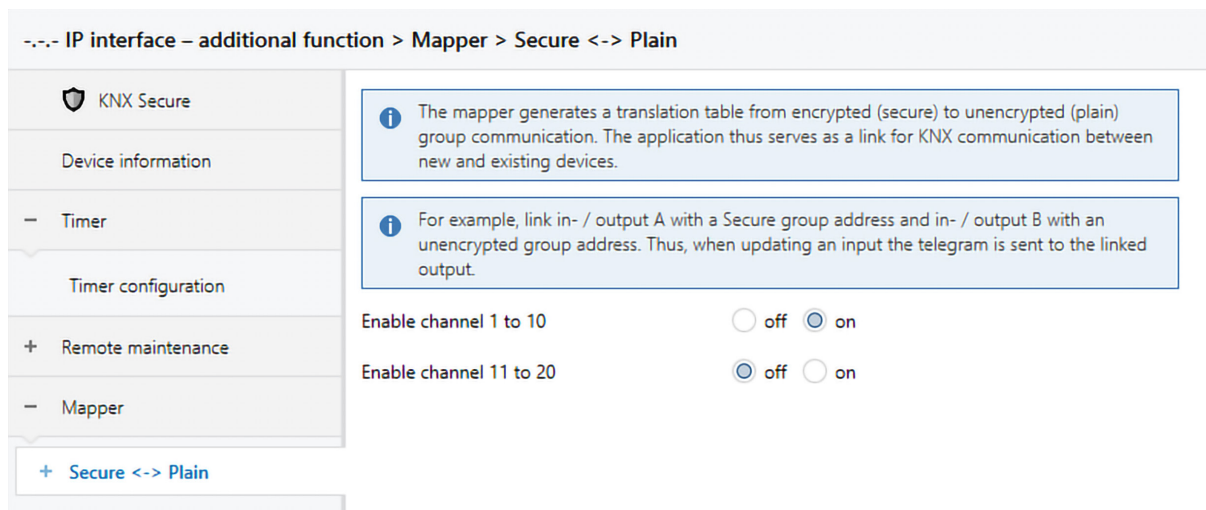 -.-.- IP interface – additional function > Mapper > Secure <-> Plain
KNX Secure
Device information
− Timer
Timer configuration
+ Remote maintenance
− Mapper
+ Secure <-> Plain
The mapper generates a translation table from encrypted (secure) to unencrypted (plain)
group communication. The application thus serves as a link for KNX communication between
new and existing devices.
For example, link in- / output A with a Secure group address and in- / output B with an
unencrypted group address. Thus, when updating an input the telegram is sent to the linked
output.
Enable channel 1 to 10 off on
Enable channel 11 to 20 off on